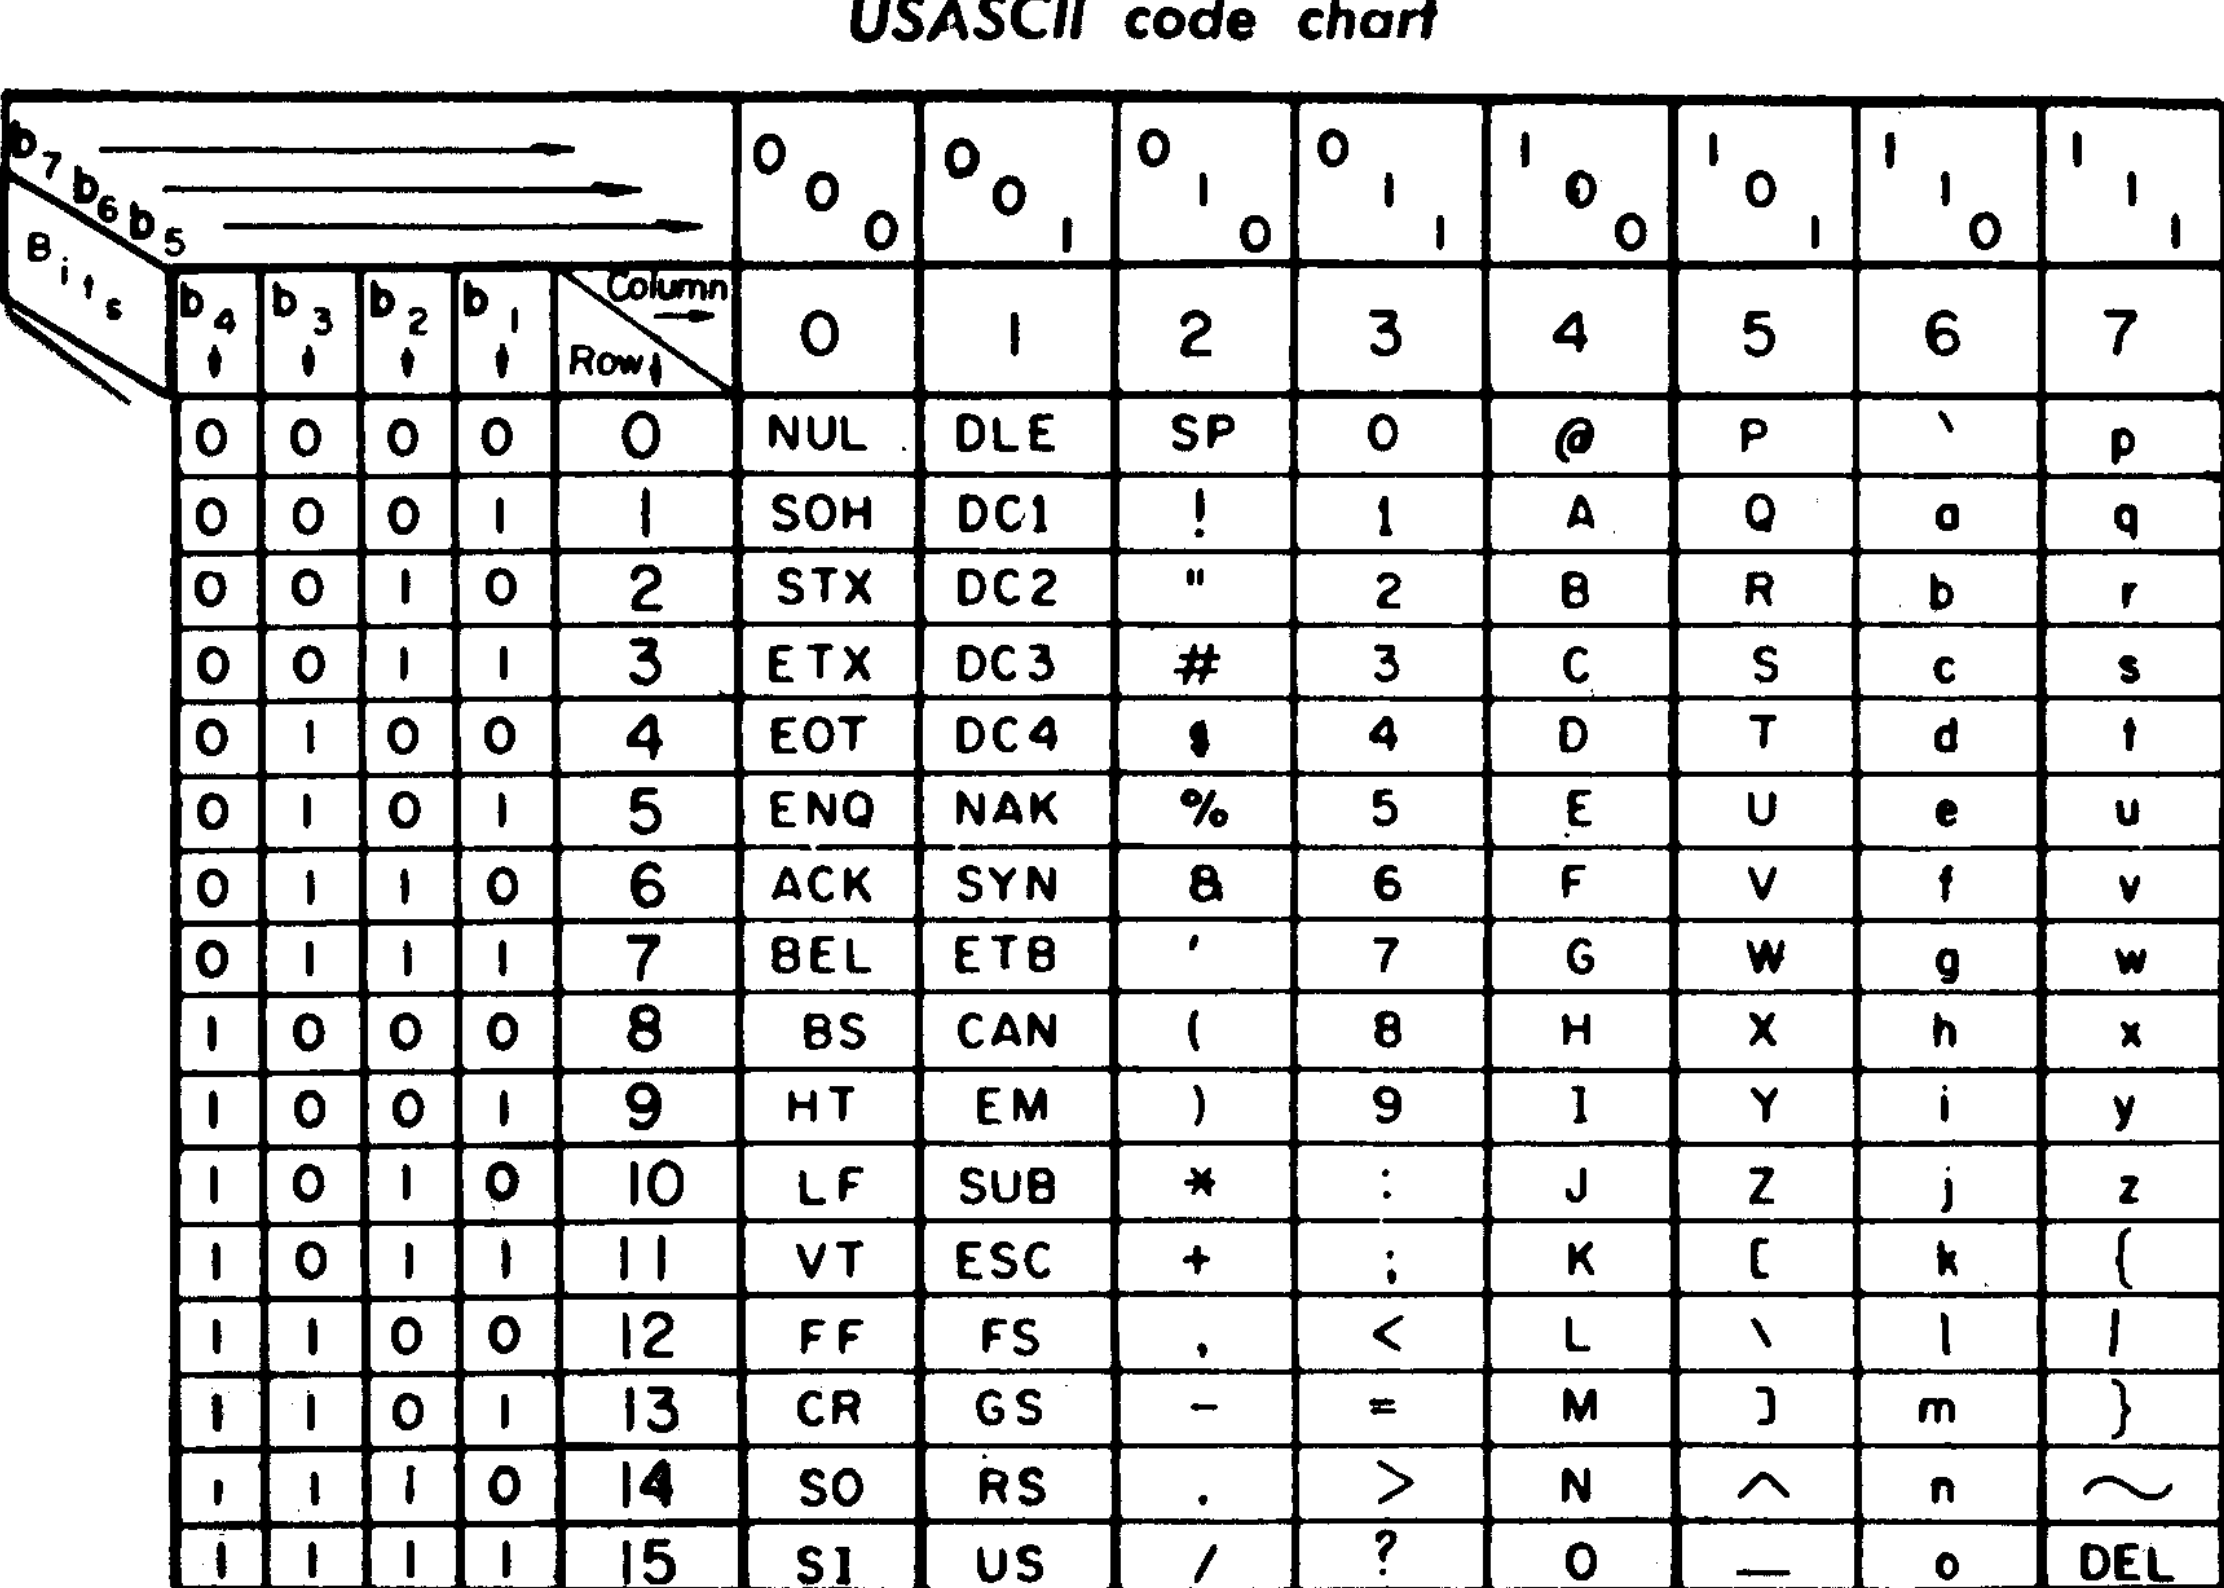 USASCII code chart
b7 b6 b5 0 0 0 0 0 1 0 1 0 0 1 1 1 0 0 1 0 1 1 1 0 1 1 1
Bits b4 b3 b2 b1 Column Row 0 1 2 3 4 5 6 7
0 0 0 0 0 NUL DLE SP 0 @ P ` p
0 0 0 1 1 SOH DC1 ! 1 A Q a q
0 0 1 0 2 STX DC2 " 2 B R b r
0 0 1 1 3 ETX DC3 # 3 C S c s
0 1 0 0 4 EOT DC4 $ 4 D T d t
0 1 0 1 5 ENQ NAK % 5 E U e u
0 1 1 0 6 ACK SYN & 6 F V f v
0 1 1 1 7 BEL ETB ' 7 G W g w
1 0 0 0 8 BS CAN ( 8 H X h x
1 0 0 1 9 HT EM ) 9 I Y i y
1 0 1 0 10 LF SUB * : J Z j z
1 0 1 1 11 VT ESC + ; K [ k {
1 1 0 0 12 FF FS , < L \ l |
1 1 0 1 13 CR GS - = M ] m }
1 1 1 0 14 SO RS . > N ^ n ~
1 1 1 1 15 SI US / ? O _ o DEL